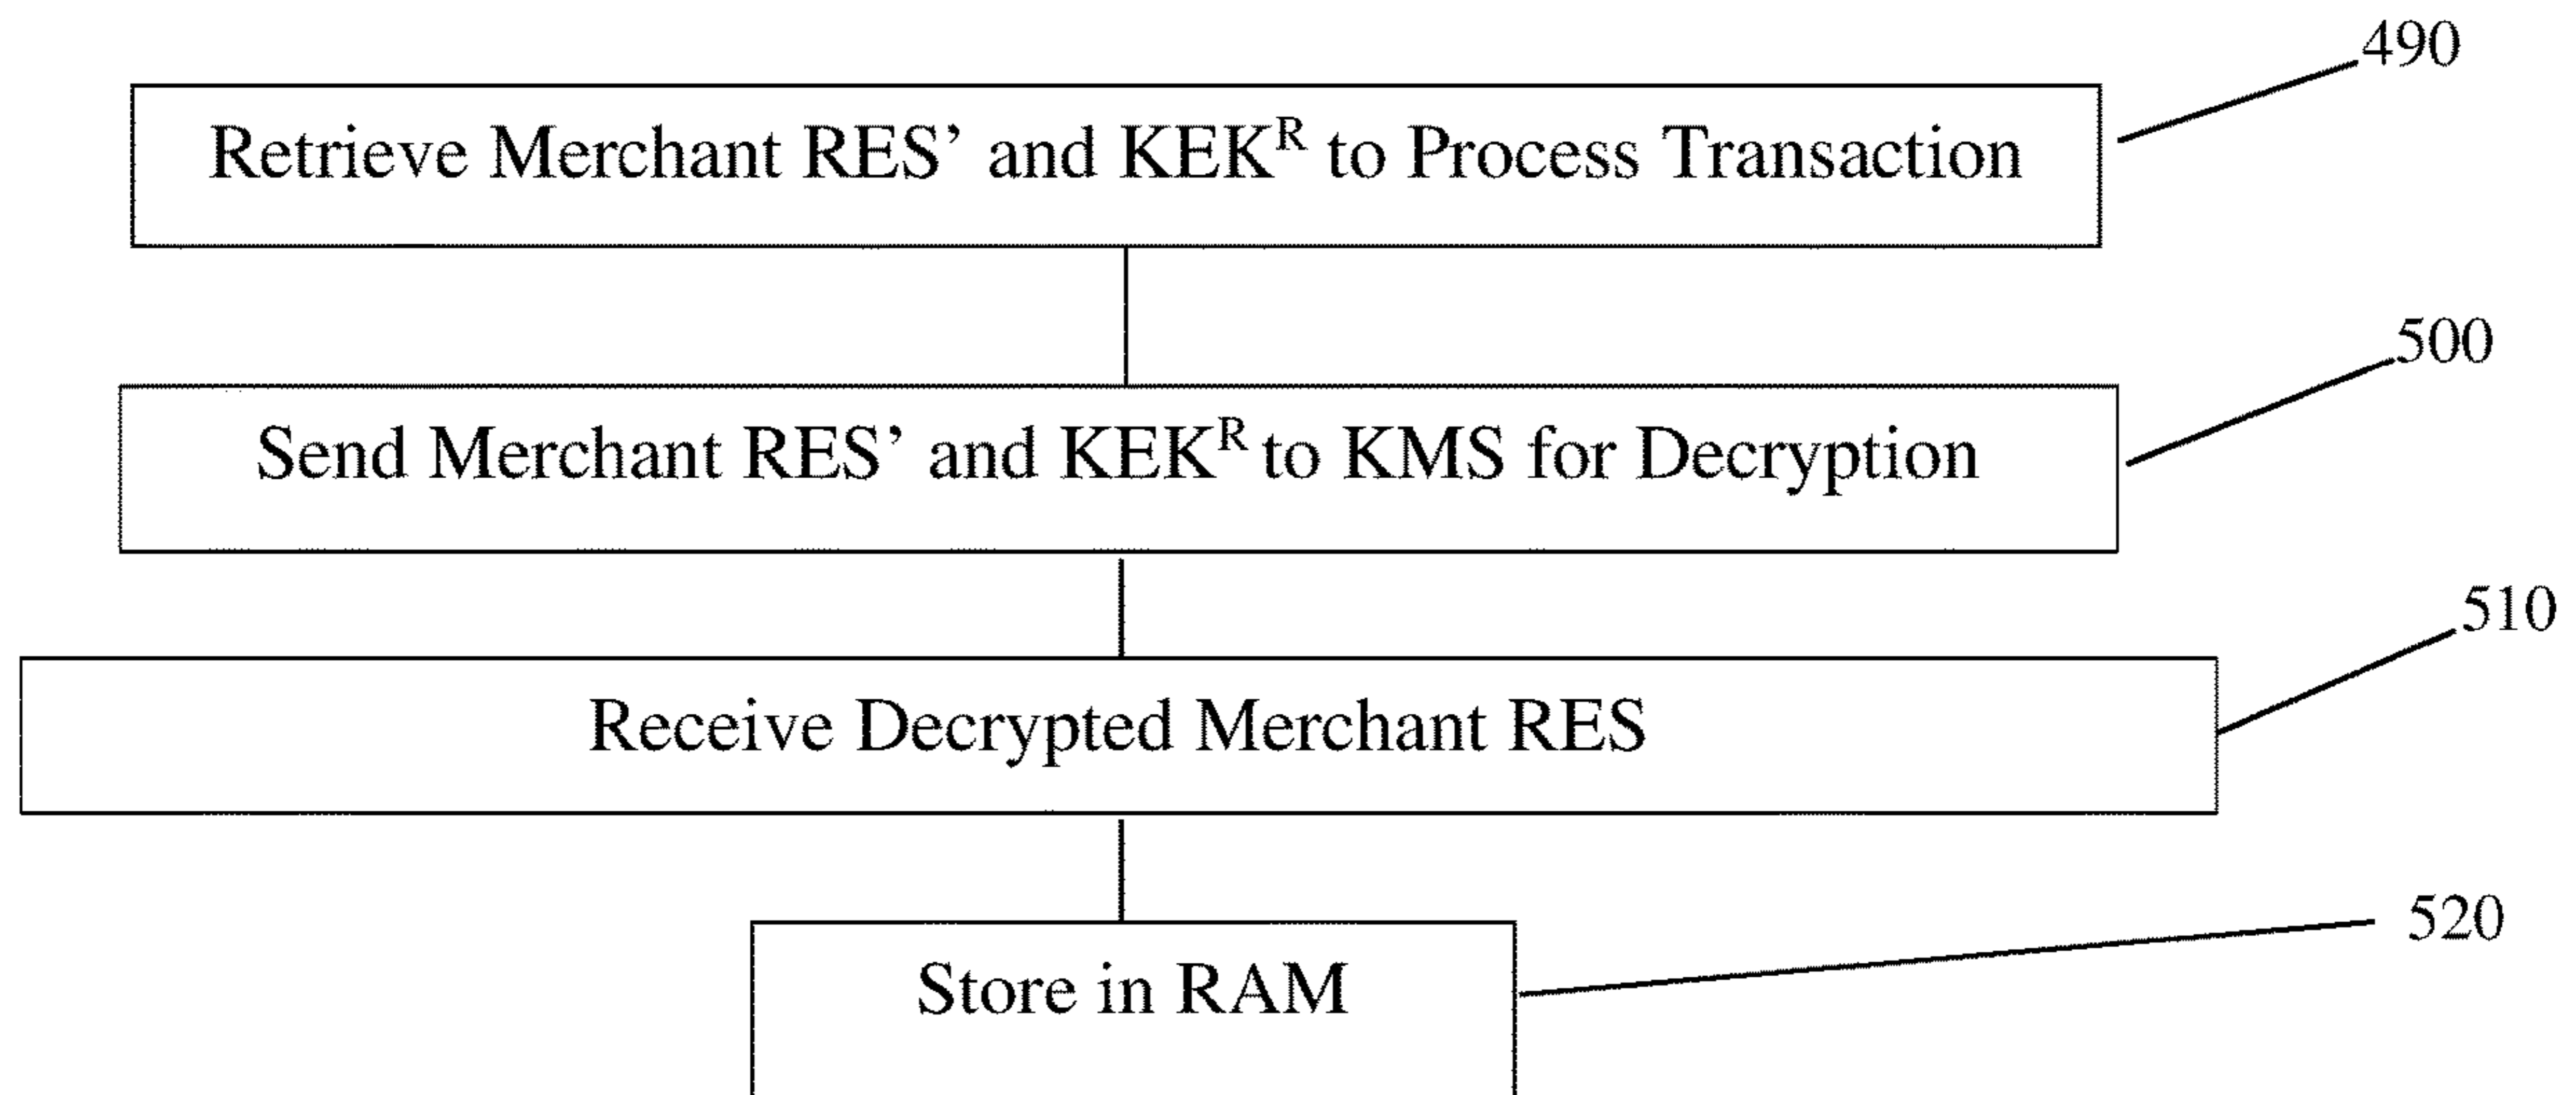 490
Retrieve Merchant RES’ and KEKᴿ to Process Transaction
500
Send Merchant RES’ and KEKᴿ to KMS for Decryption
510
Receive Decrypted Merchant RES
520
Store in RAM